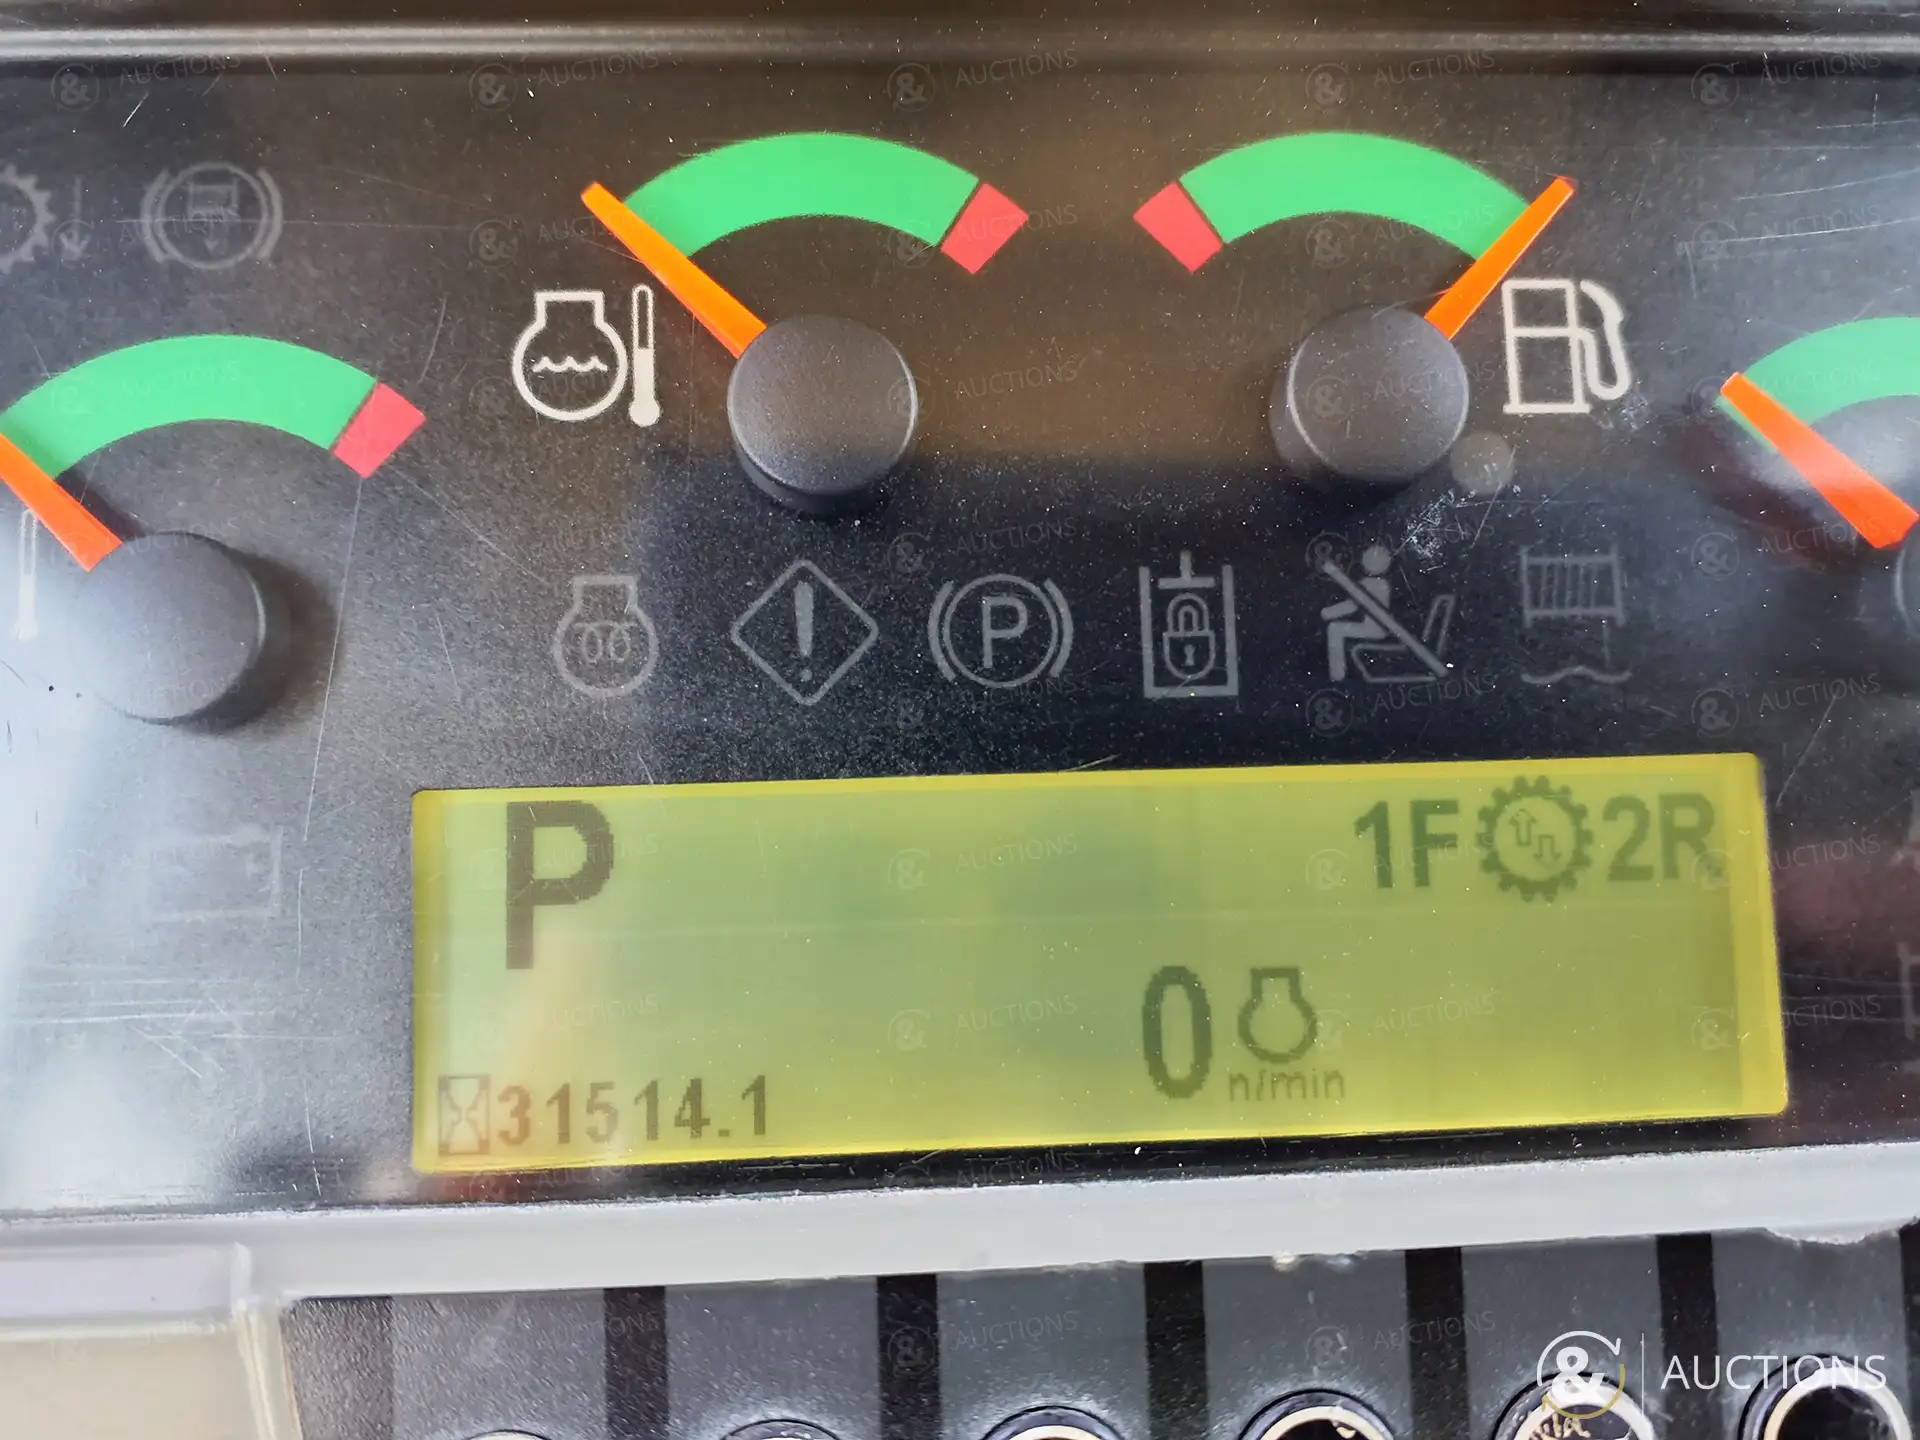 P
P 1F 2R
0
n/min
31514.1
& AUCTIONS